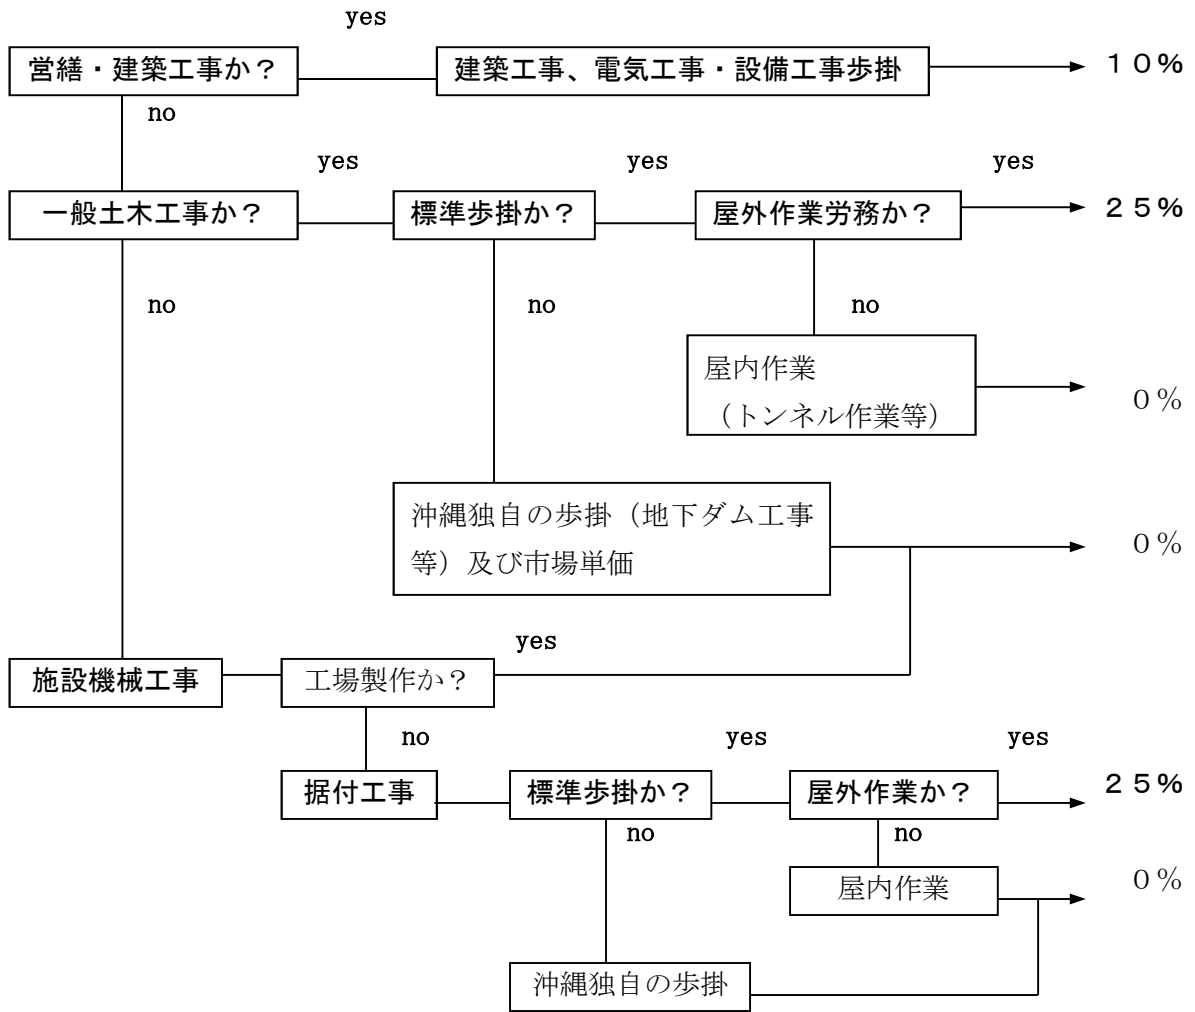 yes
営繕・建築工事か？
建築工事、電気工事・設備工事歩掛
１０％
no
yes
yes
yes
一般土木工事か？
標準歩掛か？
屋外作業労務か？
２５％
no
no
no
屋内作業
（トンネル作業等）
０％
沖縄独自の歩掛（地下ダム工事
等）及び市場単価
０％
yes
施設機械工事
工場製作か？
no
yes
yes
据付工事
標準歩掛か？
屋外作業か？
２５％
no
no
屋内作業
０％
沖縄独自の歩掛